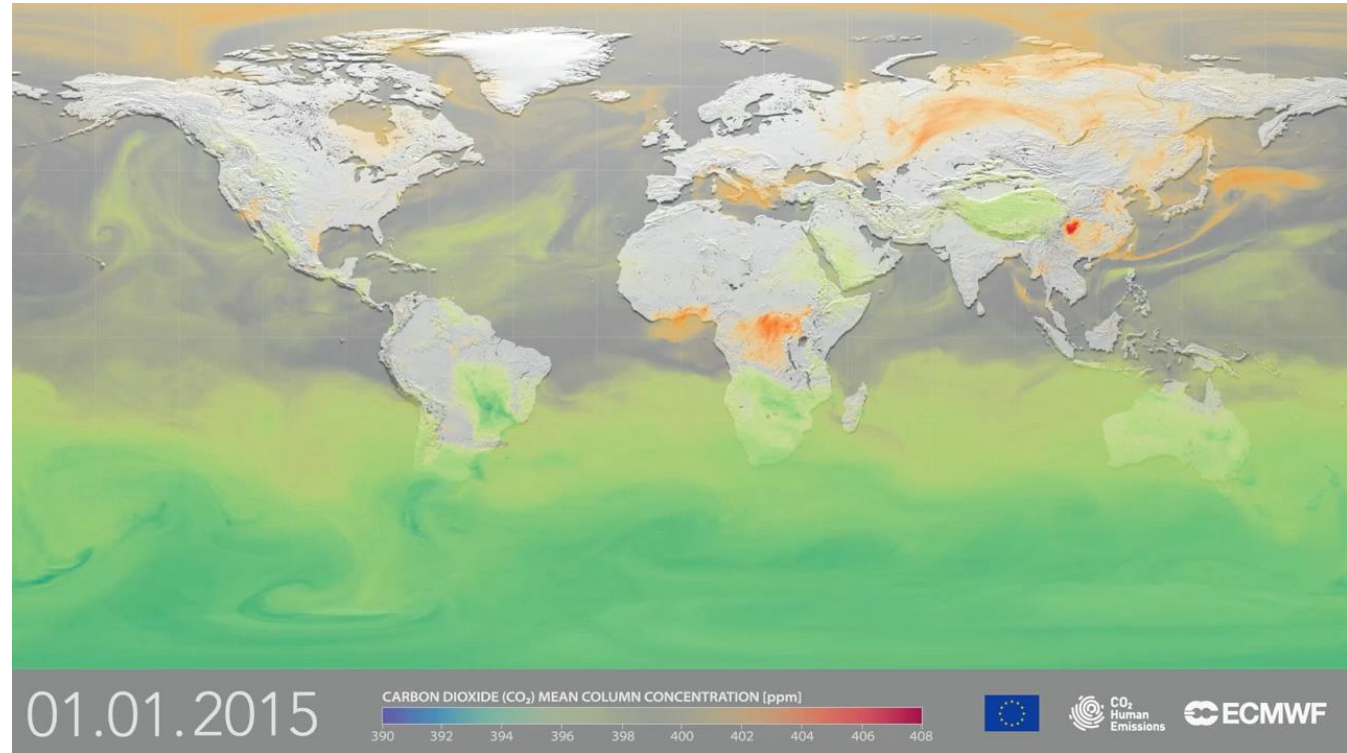 01.01.2015
CARBON DIOXIDE (CO₂) MEAN COLUMN CONCENTRATION [ppm]
390 392 394 396 398 400 402 404 406 408
CO₂
Human
Emissions
ECMWF